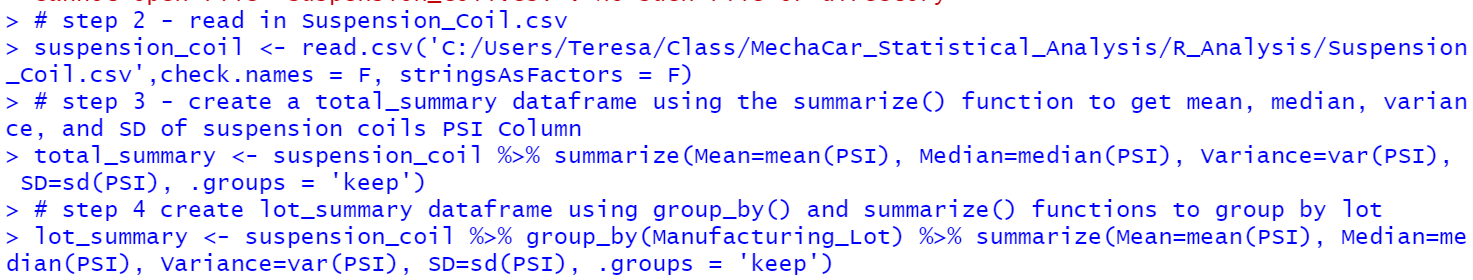 > # step 2 - read in Suspension_Coil.csv
> suspension_coil <- read.csv('C:/Users/Teresa/Class/MechaCar_Statistical_Analysis/R_Analysis/Suspension
_Coil.csv',check.names = F, stringsAsFactors = F)
> # step 3 - create a total_summary dataframe using the summarize() function to get mean, median, varian
ce, and SD of suspension coils PSI Column
> total_summary <- suspension_coil %>% summarize(Mean=mean(PSI), Median=median(PSI), Variance=var(PSI),
 SD=sd(PSI), .groups = 'keep')
> # step 4 create lot_summary dataframe using group_by() and summarize() functions to group by lot
> lot_summary <- suspension_coil %>% group_by(Manufacturing_Lot) %>% summarize(Mean=mean(PSI), Median=me
dian(PSI), Variance=var(PSI), SD=sd(PSI), .groups = 'keep')